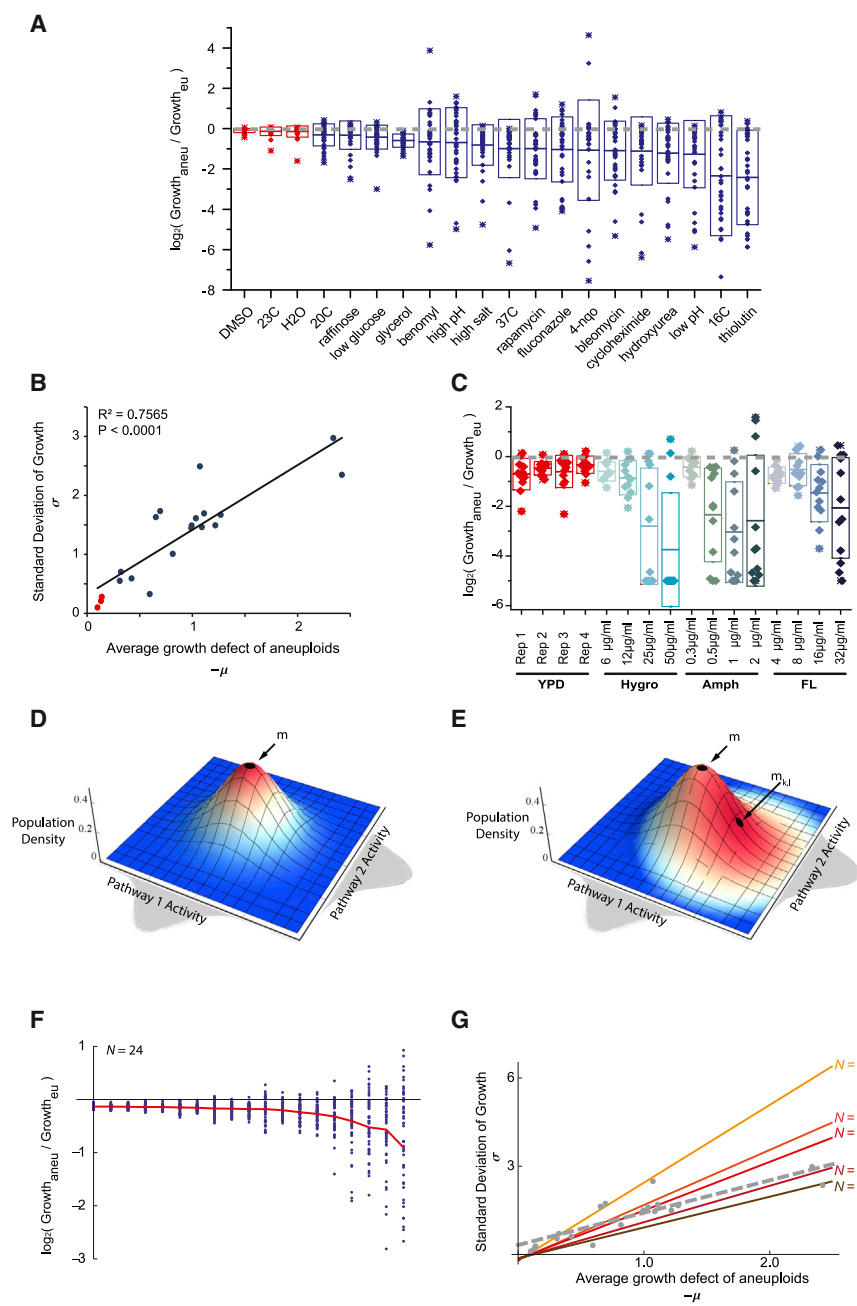 A
log2( Growthaneu / Growtheu )
4
2
0
-2
-4
-6
-8
DMSO
23C
H2O
20C
raffinose
low glucose
glycerol
benomyl
high pH
high salt
37C
rapamycin
fluconazole
4-nqo
bleomycin
cycloheximide
hydroxyurea
low pH
16C
thiolutin
B
R² = 0.7565
P < 0.0001
Standard Deviation of Growth
σ
3
2
1
0
0
1
2
Average growth defect of aneuploids
−μ
C
log2( Growthaneu / Growtheu )
2
0
-2
-4
-6
Rep 1
Rep 2
Rep 3
Rep 4
6 µg/ml
12µg/ml
25µg/ml
50µg/ml
0.3µg/ml
0.5µg/ml
1 µg/ml
2 µg/ml
4 µg/ml
8 µg/ml
16µg/ml
32µg/ml
YPD
Hygro
Amph
FL
D
m
0.4
0.2
0
Population
Density
Pathway 1 Activity
Pathway 2 Activity
E
m
mk,l
0.4
0.2
0
Population
Density
Pathway 1 Activity
Pathway 2 Activity
F
N = 24
log2( Growthaneu / Growtheu )
1
0
−1
−2
−3
G
Standard Deviation of Growth
σ
6
3
1.0
2.0
N =
N =
N =
N =
N =
Average growth defect of aneuploids
−μ